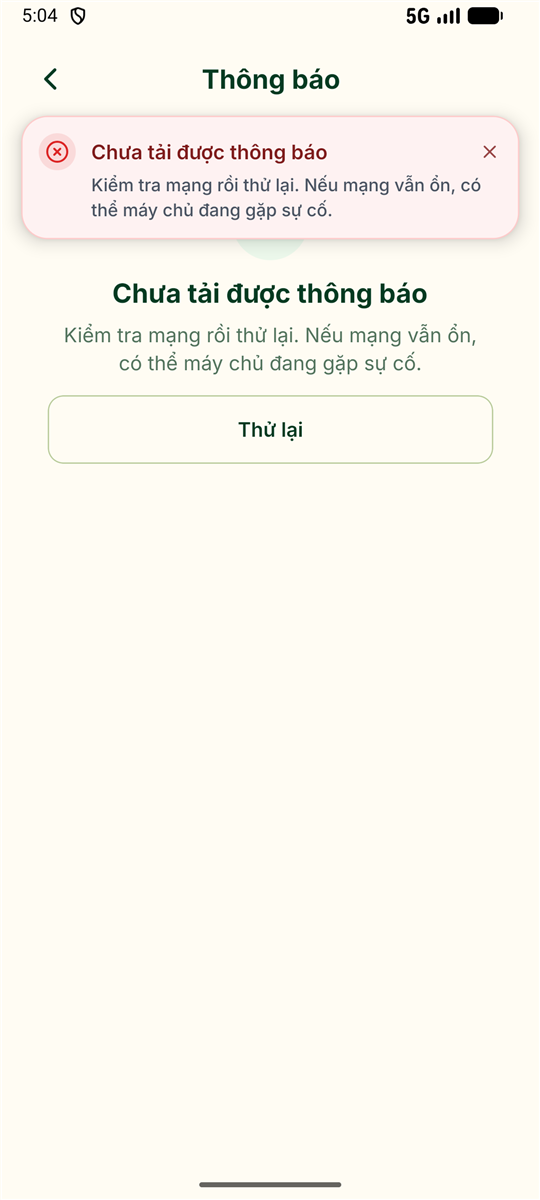 5:04
5G
Thông báo
Chưa tải được thông báo
Kiểm tra mạng rồi thử lại. Nếu mạng vẫn ổn, có
thể máy chủ đang gặp sự cố.
Chưa tải được thông báo
Kiểm tra mạng rồi thử lại. Nếu mạng vẫn ổn,
có thể máy chủ đang gặp sự cố.
Thử lại